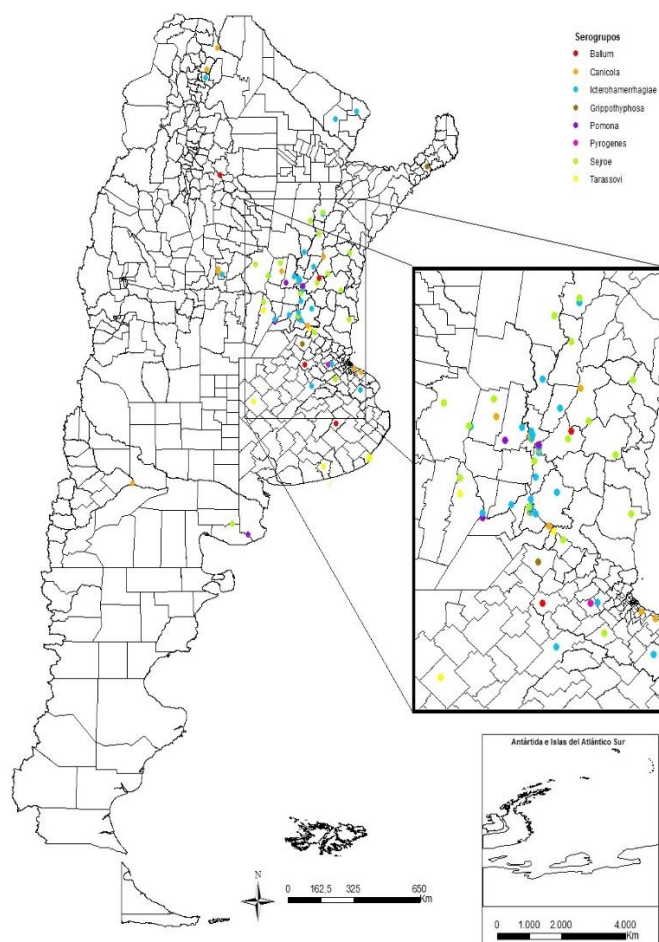 Serogrupos
Ballum
Canicola
Icterohamerrhagiae
Grippothyphosa
Pomona
Pyrogenes
Sejroe
Tarassovi
Antártida e Islas del Atlántico Sur
N
0 162,5 325 650
Km
0 1.000 2.000 4.000
Km